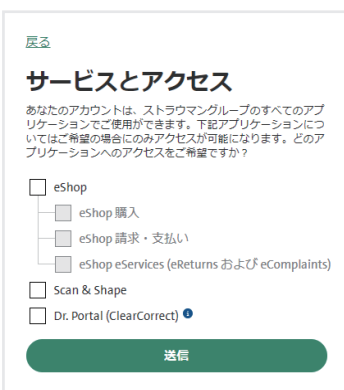 戻る
サービスとアクセス
あなたのアカウントは、ストラウマングループのすべてのアプ
リケーションでご使用ができます。下記アプリケーションにつ
いてはご希望の場合にのみアクセスが可能になります。どのア
プリケーションへのアクセスをご希望ですか？
eShop
eShop 購入
eShop 請求・支払い
eShop eServices (eReturns および eComplaints)
Scan & Shape
Dr. Portal (ClearCorrect)
送信